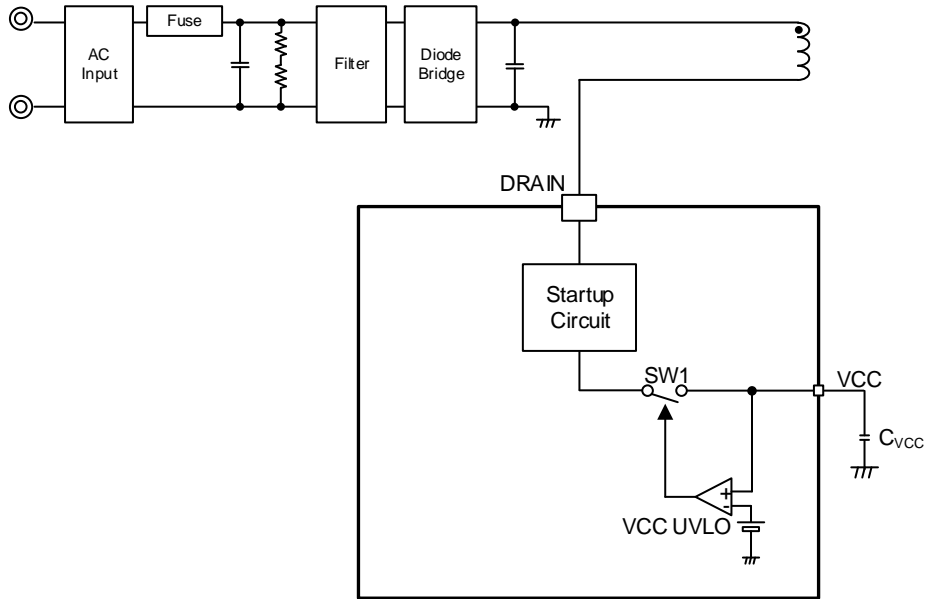 Fuse
AC
Input
Filter
Diode
Bridge
DRAIN
Startup
Circuit
SW1
VCC
CVCC
+
-
VCC UVLO